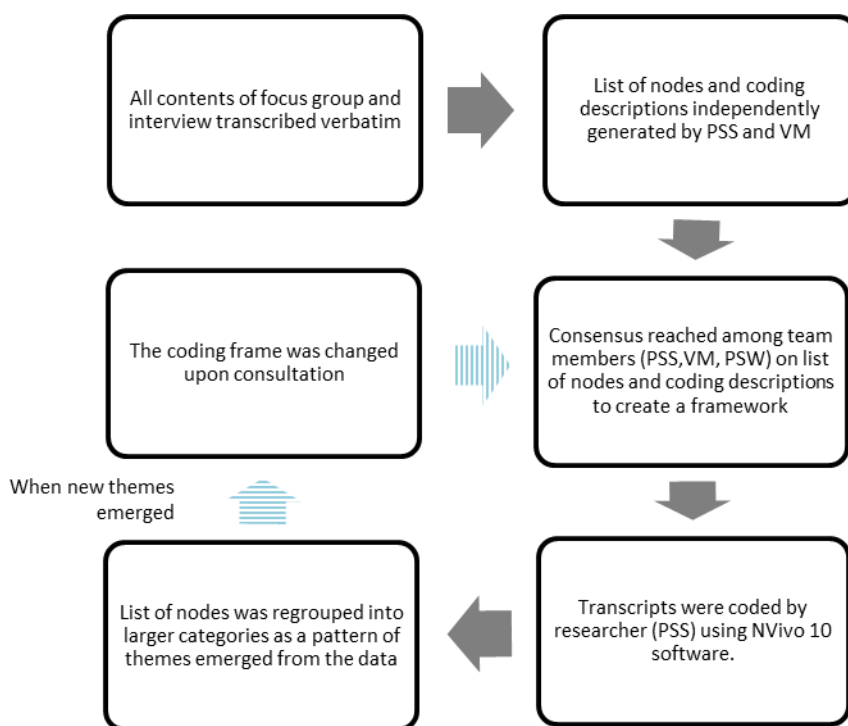 All contents of focus group and
interview transcribed verbatim
List of nodes and coding
descriptions independently
generated by PSS and VM
Consensus reached among team
members (PSS,VM, PSW) on list
of nodes and coding descriptions
to create a framework
Transcripts were coded by
researcher (PSS) using NVivo 10
software.
List of nodes was regrouped into
larger categories as a pattern of
themes emerged from the data
When new themes
emerged
The coding frame was changed
upon consultation